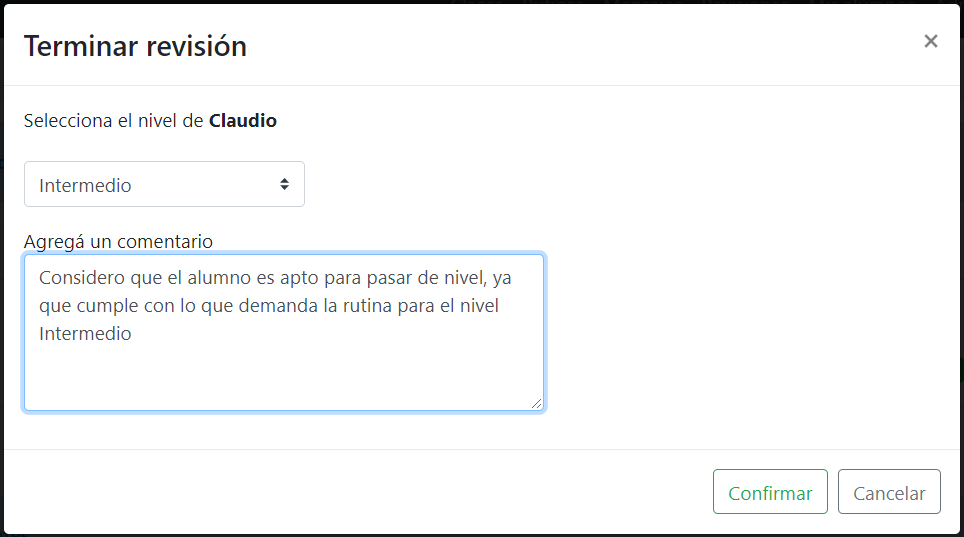 Terminar revisión
×
Selecciona el nivel de Claudio
Intermedio
Agregá un comentario
Considero que el alumno es apto para pasar de nivel, ya
que cumple con lo que demanda la rutina para el nivel
Intermedio
Confirmar Cancelar